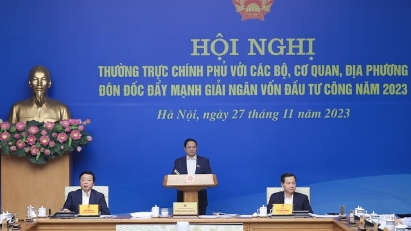 HỘI NGHỊ
THƯỜNG TRỰC CHÍNH PHỦ VỚI CÁC BỘ, CƠ QUAN, ĐỊA PHƯƠNG
ĐÔN ĐỐC ĐẨY MẠNH GIẢI NGÂN VỐN ĐẦU TƯ CÔNG NĂM 2023
Hà Nội, ngày 27 tháng 11 năm 2023